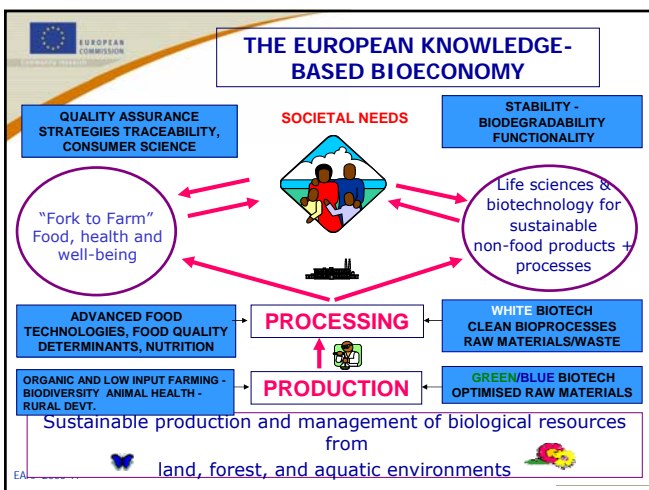 EUROPEAN
COMMISSION
Community Research
THE EUROPEAN KNOWLEDGE-
BASED BIOECONOMY
QUALITY ASSURANCE
STRATEGIES TRACEABILITY,
CONSUMER SCIENCE
SOCIETAL NEEDS
STABILITY -
BIODEGRADABILITY
FUNCTIONALITY
"Fork to Farm"
Food, health and
well-being
Life sciences &
biotechnology for
sustainable
non-food products +
processes
ADVANCED FOOD
TECHNOLOGIES, FOOD QUALITY
DETERMINANTS, NUTRITION
PROCESSING
WHITE BIOTECH
CLEAN BIOPROCESSES
RAW MATERIALS/WASTE
ORGANIC AND LOW INPUT FARMING -
BIODIVERSITY ANIMAL HEALTH -
RURAL DEVT.
PRODUCTION
GREEN/BLUE BIOTECH
OPTIMISED RAW MATERIALS
Sustainable production and management of biological resources
from
land, forest, and aquatic environments